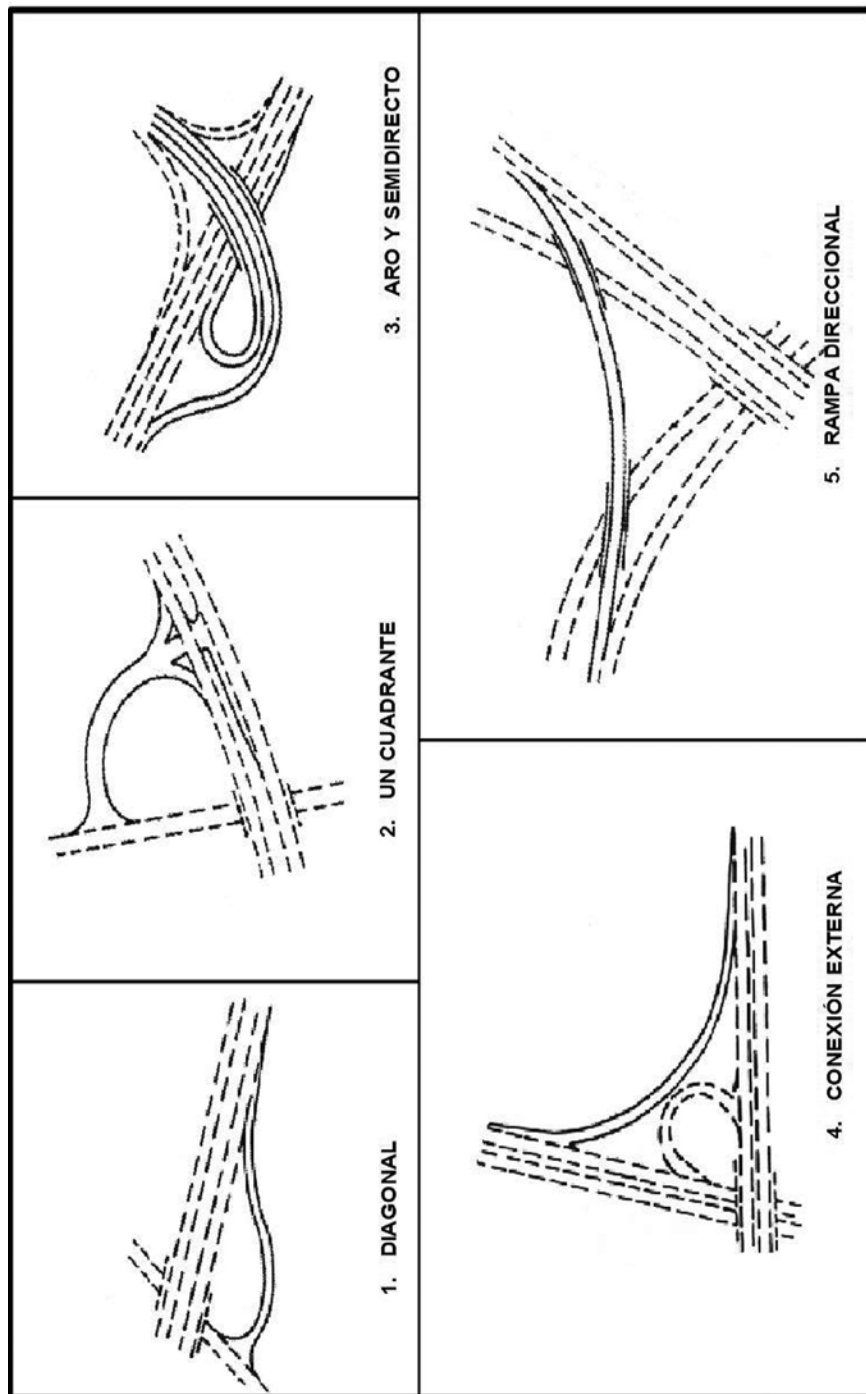 1. DIAGONAL
2. UN CUADRANTE
3. ARO Y SEMIDIRECTO
4. CONEXIÓN EXTERNA
5. RAMPA DIRECCIONAL